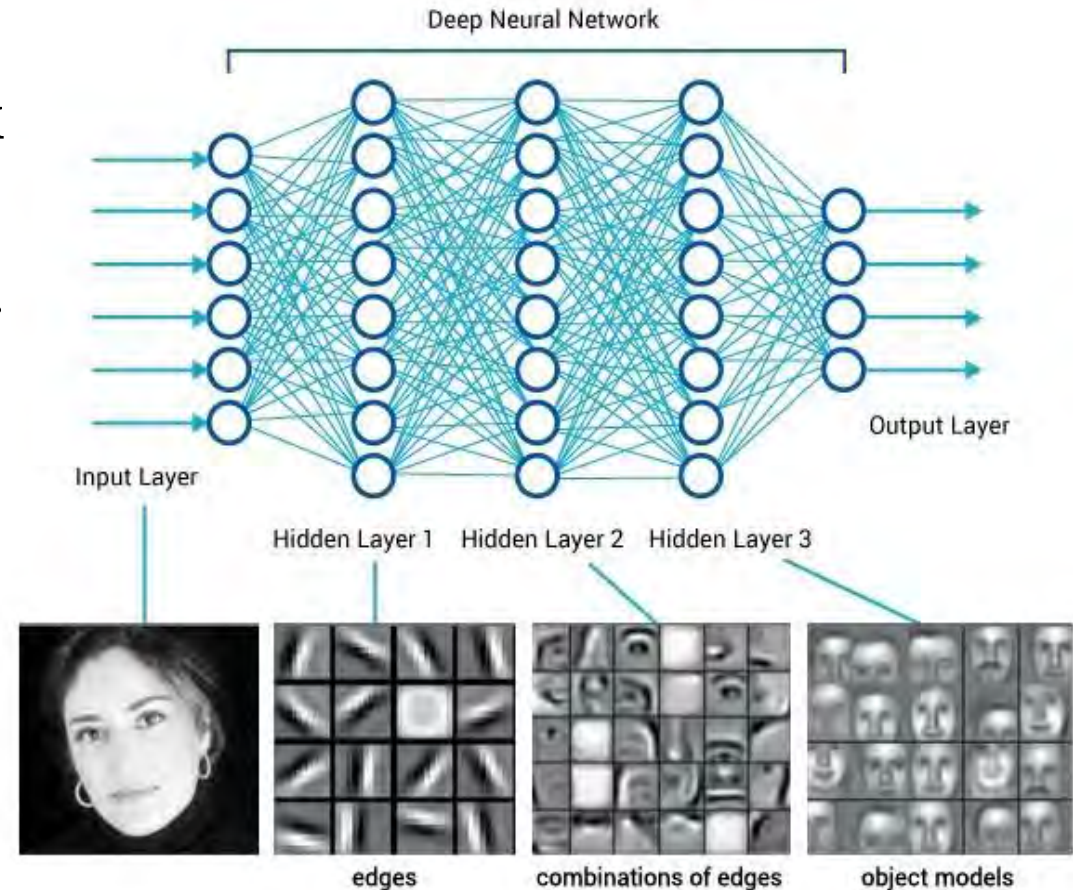 Deep Neural Network
Output Layer
Input Layer
Hidden Layer 1 Hidden Layer 2 Hidden Layer 3
edges combinations of edges object models